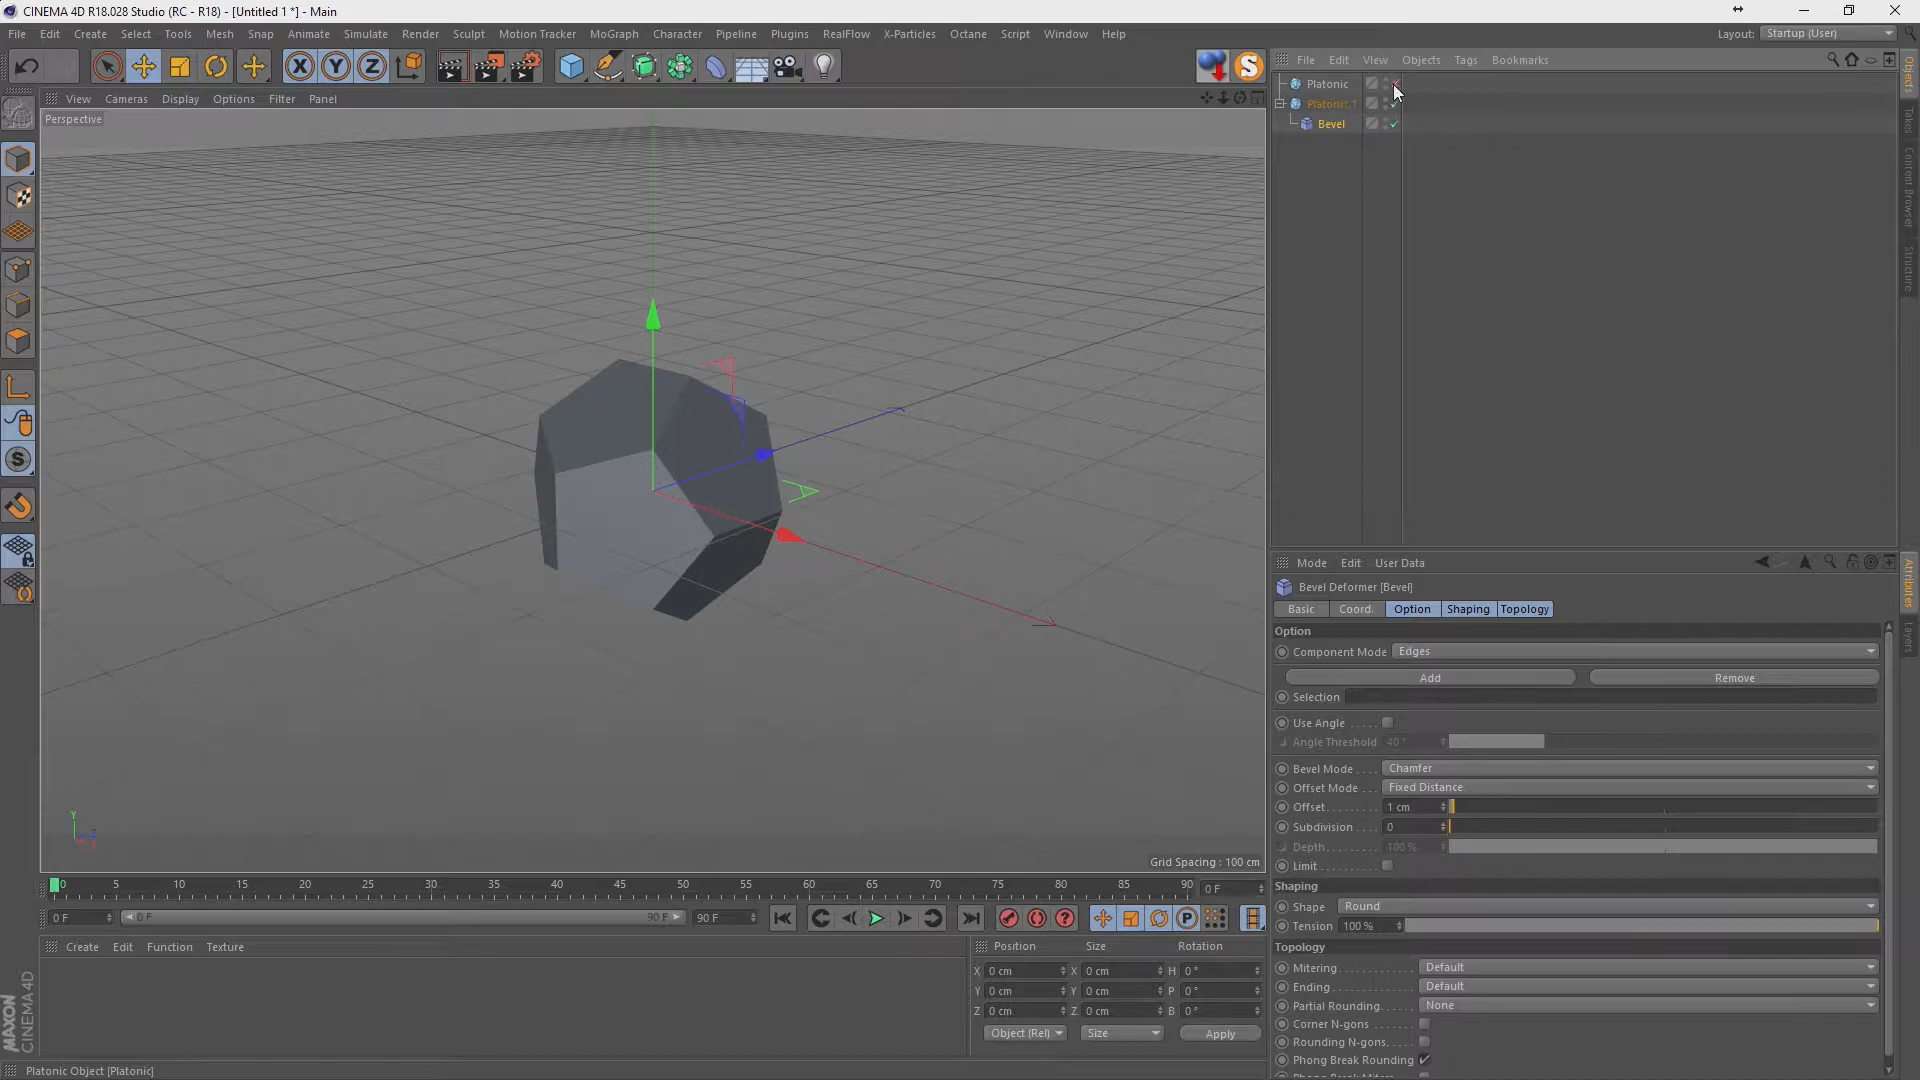 CINEMA 4D R18.028 Studio (RC - R18) - [Untitled 1 *] - Main
File Edit Create Select Tools Mesh Snap Animate Simulate Render Sculpt Motion Tracker MoGraph Character Pipeline Plugins RealFlow X-Particles Octane Script Window Help
Layout: Startup (User)
File Edit View Objects Tags Bookmarks
View Cameras Display Options Filter Panel
Perspective
Platonic
Platonic.1
Bevel
Objects
Takes
Content Browser
Structure
Mode Edit User Data
Bevel Deformer [Bevel]
Basic Coord. Option Shaping Topology
Option
Component Mode Edges
Add Remove
Selection
Use Angle
Angle Threshold 40 °
Bevel Mode Chamfer
Offset Mode Fixed Distance
Offset 1 cm
Subdivision 0
Depth 100 %
Limit
Shaping
Shape Round
Tension 100 %
Topology
Mitering Default
Ending Default
Partial Rounding None
Corner N-gons
Rounding N-gons
Phong Break Rounding
Attributes
Layers
Y
Z
X
Grid Spacing : 100 cm
0 5 10 15 20 25 30 35 40 45 50 55 60 65 70 75 80 85 90
0 F
0 F 0 F 90 F 90 F
Create Edit Function Texture
Position Size Rotation
X 0 cm X 0 cm H 0 °
Y 0 cm Y 0 cm P 0 °
Z 0 cm Z 0 cm B 0 °
Object (Rel) Size Apply
MAXON
CINEMA 4D
Platonic Object [Platonic]